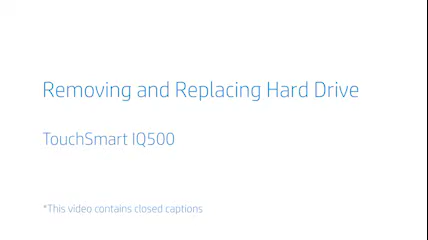 Removing and Replacing Hard Drive
TouchSmart IQ500
*This video contains closed captions